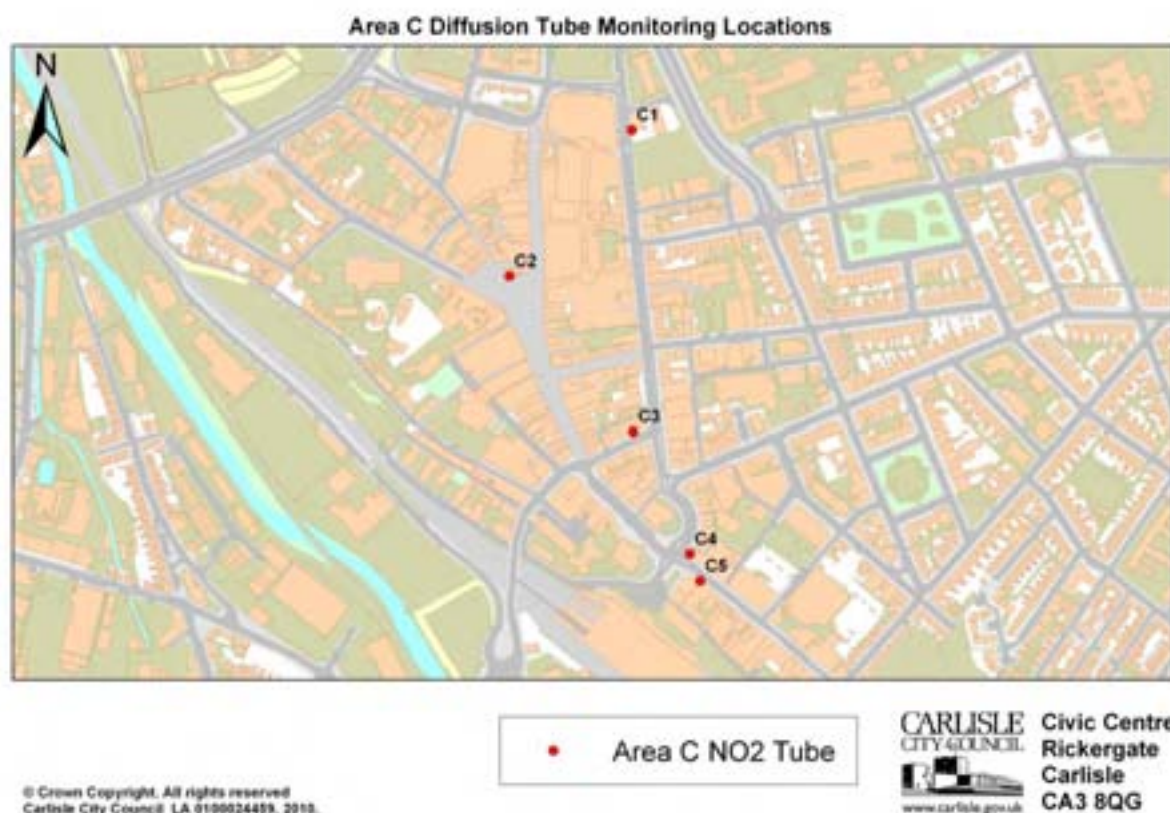 Area C Diffusion Tube Monitoring Locations
N
C1
C2
C3
C4
C5
Area C NO2 Tube
CARLISLE
CITY COUNCIL
www.carlisle.gov.uk
Civic Centre
Rickergate
Carlisle
CA3 8QG
© Crown Copyright. All rights reserved
Carlisle City Council LA 0100024459, 2010.